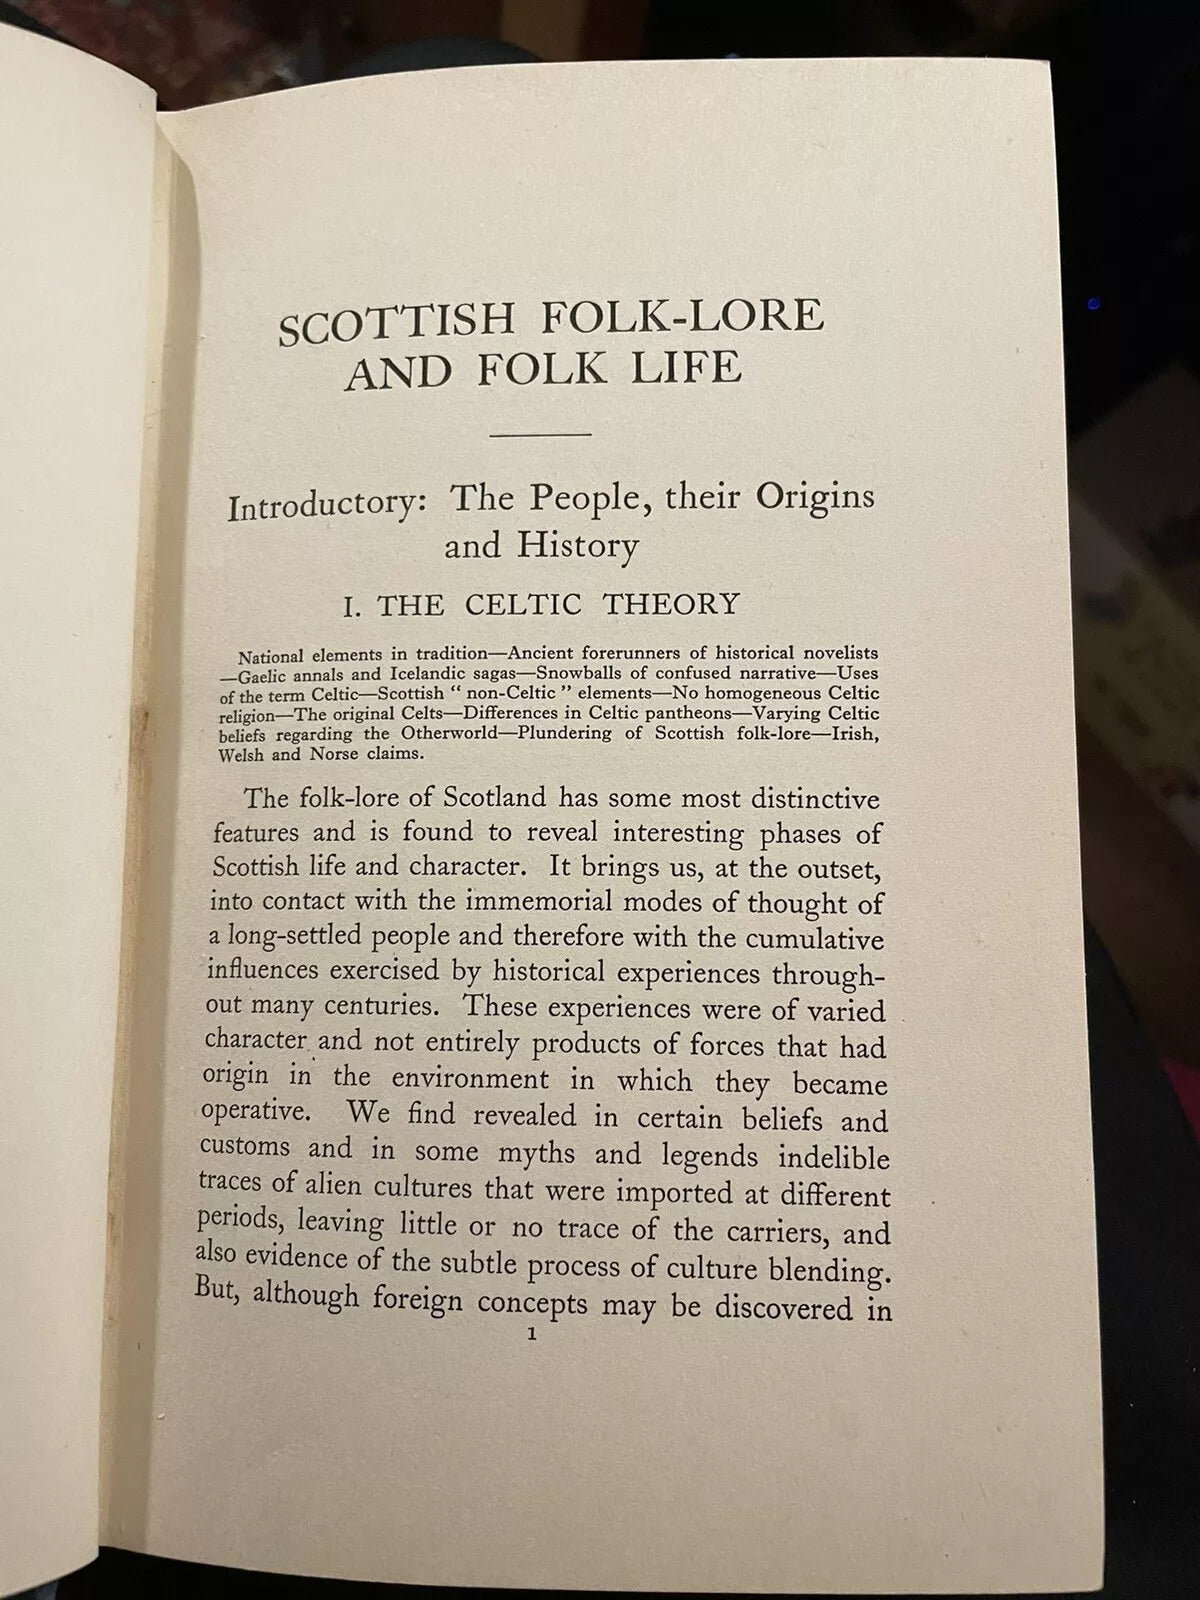 SCOTTISH FOLK-LORE
AND FOLK LIFE
Introductory: The People, their Origins
and History
I. THE CELTIC THEORY
National elements in tradition—Ancient forerunners of historical novelists
—Gaelic annals and Icelandic sagas—Snowballs of confused narrative—Uses
of the term Celtic—Scottish " non-Celtic " elements—No homogeneous Celtic
religion—The original Celts—Differences in Celtic pantheons—Varying Celtic
beliefs regarding the Otherworld—Plundering of Scottish folk-lore—Irish,
Welsh and Norse claims.
The folk-lore of Scotland has some most distinctive
features and is found to reveal interesting phases of
Scottish life and character. It brings us, at the outset,
into contact with the immemorial modes of thought of
a long-settled people and therefore with the cumulative
influences exercised by historical experiences through-
out many centuries. These experiences were of varied
character and not entirely products of forces that had
origin in the environment in which they became
operative. We find revealed in certain beliefs and
customs and in some myths and legends indelible
traces of alien cultures that were imported at different
periods, leaving little or no trace of the carriers, and
also evidence of the subtle process of culture blending.
But, although foreign concepts may be discovered in
1